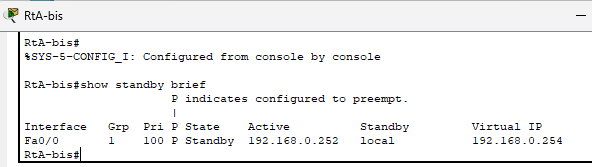 RtA-bis
RtA-bis#
%SYS-5-CONFIG_I: Configured from console by console
RtA-bis#show standby brief
P indicates configured to preempt.
|
Interface Grp Pri P State Active Standby Virtual IP
Fa0/0 1 100 P Standby 192.168.0.252 local 192.168.0.254
RtA-bis#